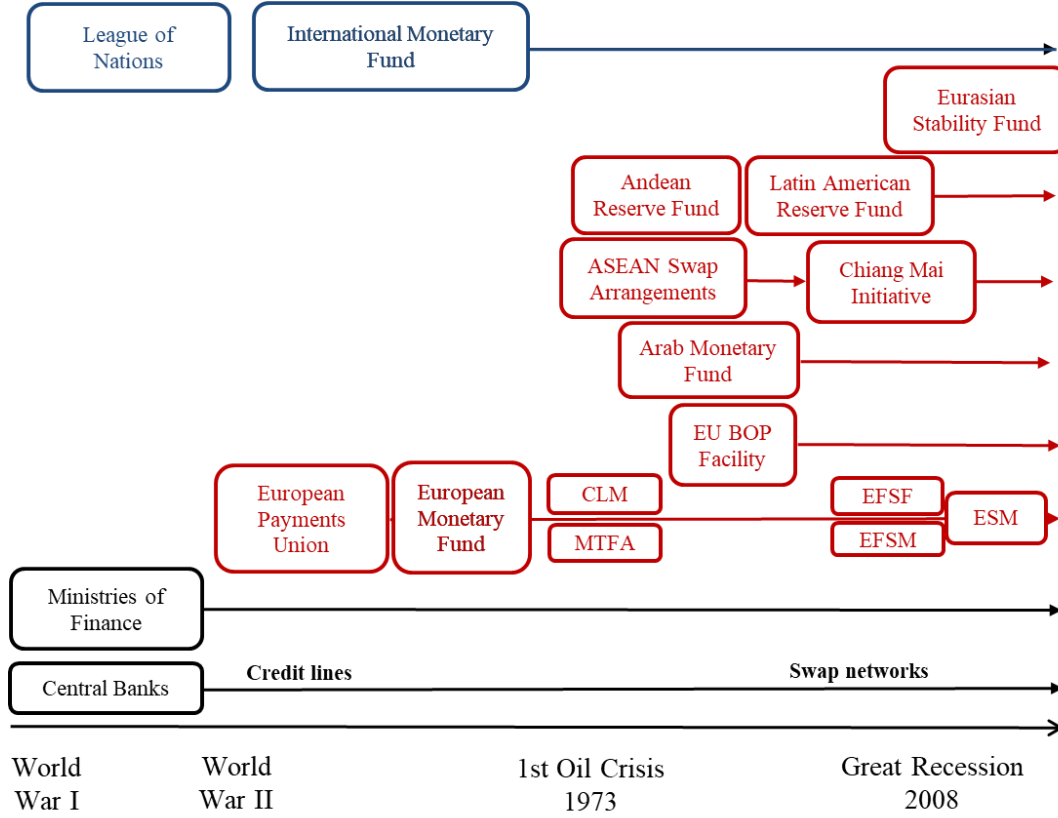 League of
Nations
International Monetary
Fund
Eurasian
Stability Fund
Andean
Reserve Fund
Latin American
Reserve Fund
ASEAN Swap
Arrangements
Chiang Mai
Initiative
Arab Monetary
Fund
EU BOP
Facility
European
Payments
Union
European
Monetary
Fund
CLM
MTFA
EFSF
EFSM
ESM
Ministries of
Finance
Central Banks
Credit lines
Swap networks
World
War I
World
War II
1st Oil Crisis
1973
Great Recession
2008